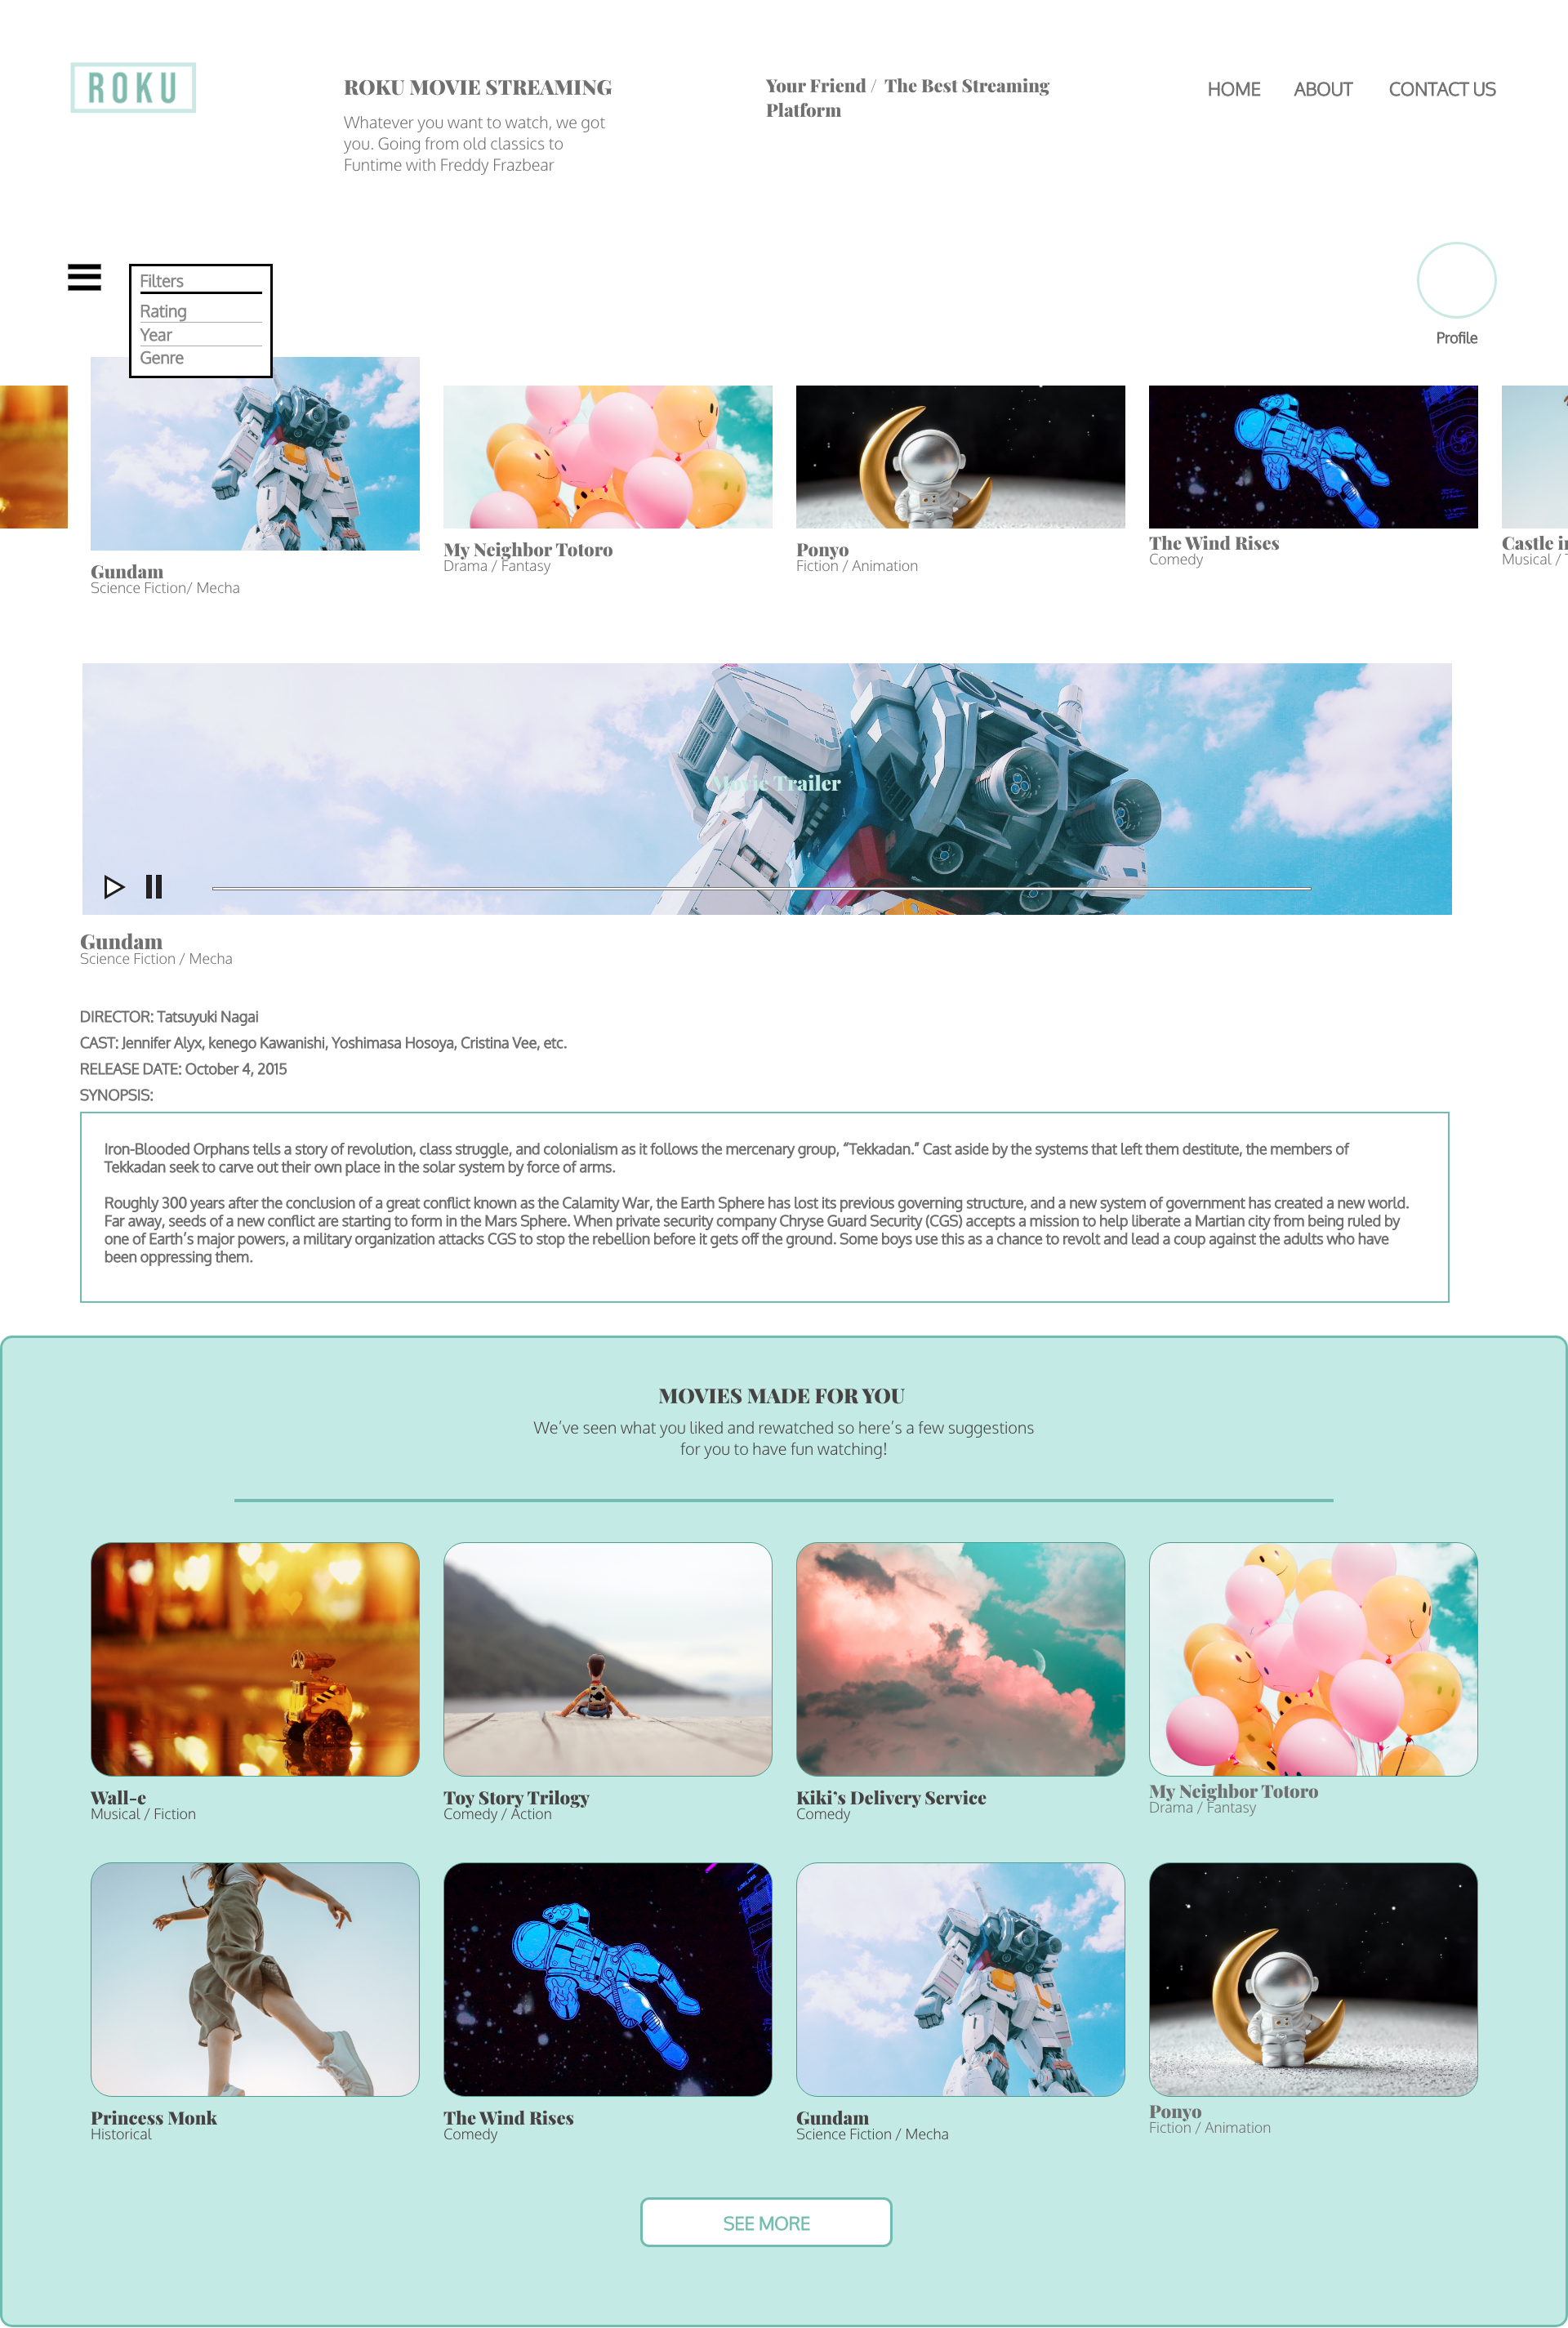 ROKU
ROKU MOVIE STREAMING
Whatever you want to watch, we got
you. Going from old classics to
Funtime with Freddy Frazbear
Your Friend / The Best Streaming
Platform
HOME ABOUT CONTACT US
Filters
Rating
Year
Genre
Profile
Gundam
Science Fiction/ Mecha
My Neighbor Totoro
Drama / Fantasy
Ponyo
Fiction / Animation
The Wind Rises
Comedy
Castle i
Musical /
Movie Trailer
Gundam
Science Fiction / Mecha
DIRECTOR: Tatsuyuki Nagai
CAST: Jennifer Alyx, kenego Kawanishi, Yoshimasa Hosoya, Cristina Vee, etc.
RELEASE DATE: October 4, 2015
SYNOPSIS:
Iron-Blooded Orphans tells a story of revolution, class struggle, and colonialism as it follows the mercenary group, “Tekkadan.” Cast aside by the systems that left them destitute, the members of
Tekkadan seek to carve out their own place in the solar system by force of arms.
Roughly 300 years after the conclusion of a great conflict known as the Calamity War, the Earth Sphere has lost its previous governing structure, and a new system of government has created a new world.
Far away, seeds of a new conflict are starting to form in the Mars Sphere. When private security company Chryse Guard Security (CGS) accepts a mission to help liberate a Martian city from being ruled by
one of Earth’s major powers, a military organization attacks CGS to stop the rebellion before it gets off the ground. Some boys use this as a chance to revolt and lead a coup against the adults who have
been oppressing them.
MOVIES MADE FOR YOU
We’ve seen what you liked and rewatched so here’s a few suggestions
for you to have fun watching!
Wall-e
Musical / Fiction
Toy Story Trilogy
Comedy / Action
Kiki’s Delivery Service
Comedy
My Neighbor Totoro
Drama / Fantasy
Princess Monk
Historical
The Wind Rises
Comedy
Gundam
Science Fiction / Mecha
Ponyo
Fiction / Animation
SEE MORE